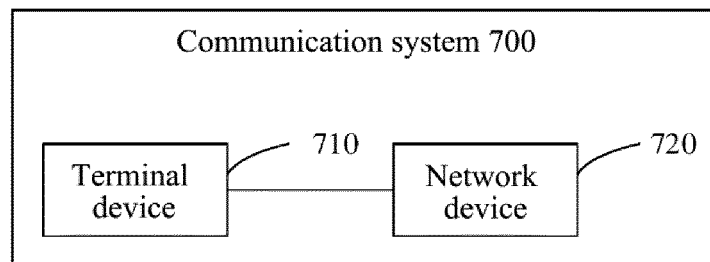 Communication system 700
710
720
Terminal
device
Network
device